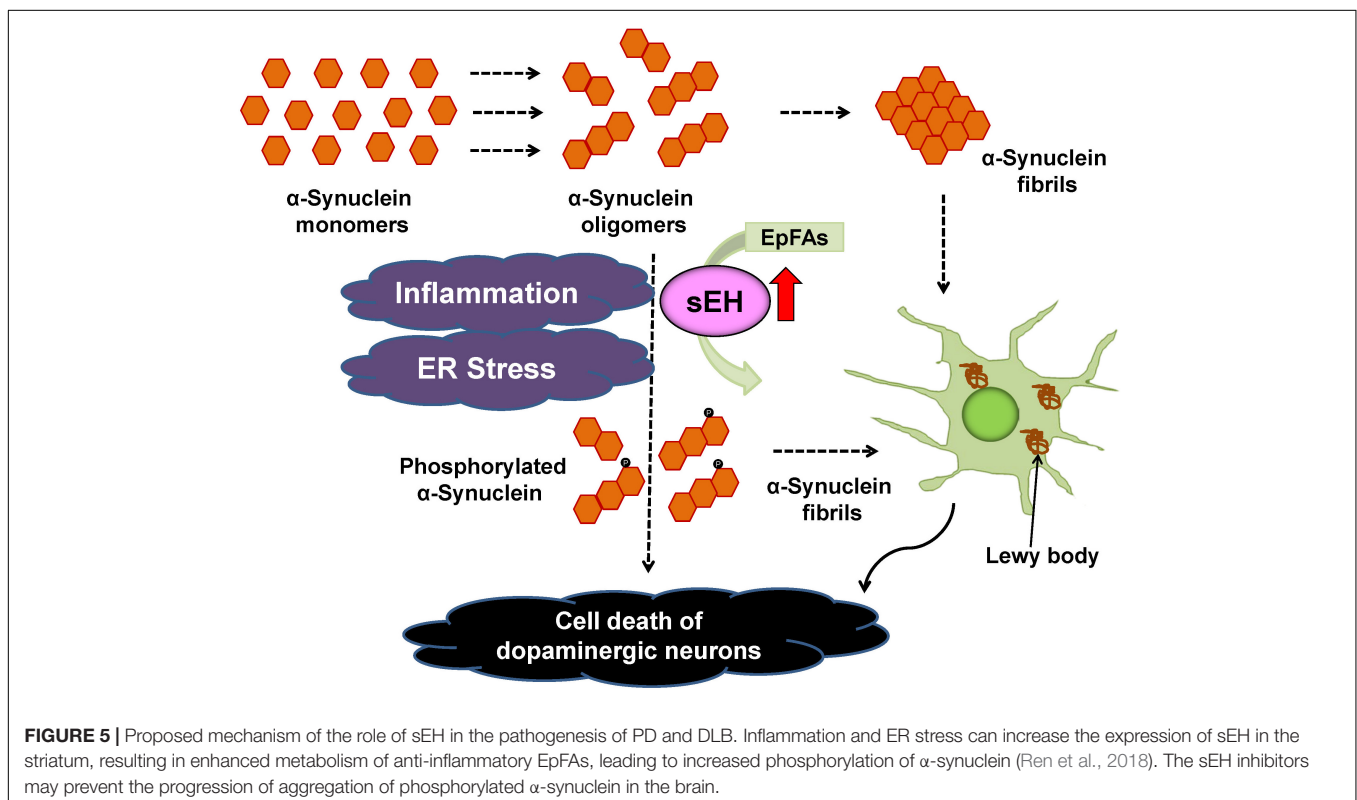 α-Synuclein
monomers
α-Synuclein
oligomers
α-Synuclein
fibrils
EpFAs
Inflammation
sEH
ER Stress
P
P
P
Phosphorylated
α-Synuclein
α-Synuclein
fibrils
Lewy body
Cell death of
dopaminergic neurons
FIGURE 5 | Proposed mechanism of the role of sEH in the pathogenesis of PD and DLB. Inflammation and ER stress can increase the expression of sEH in the
striatum, resulting in enhanced metabolism of anti-inflammatory EpFAs, leading to increased phosphorylation of α-synuclein (Ren et al., 2018). The sEH inhibitors
may prevent the progression of aggregation of phosphorylated α-synuclein in the brain.